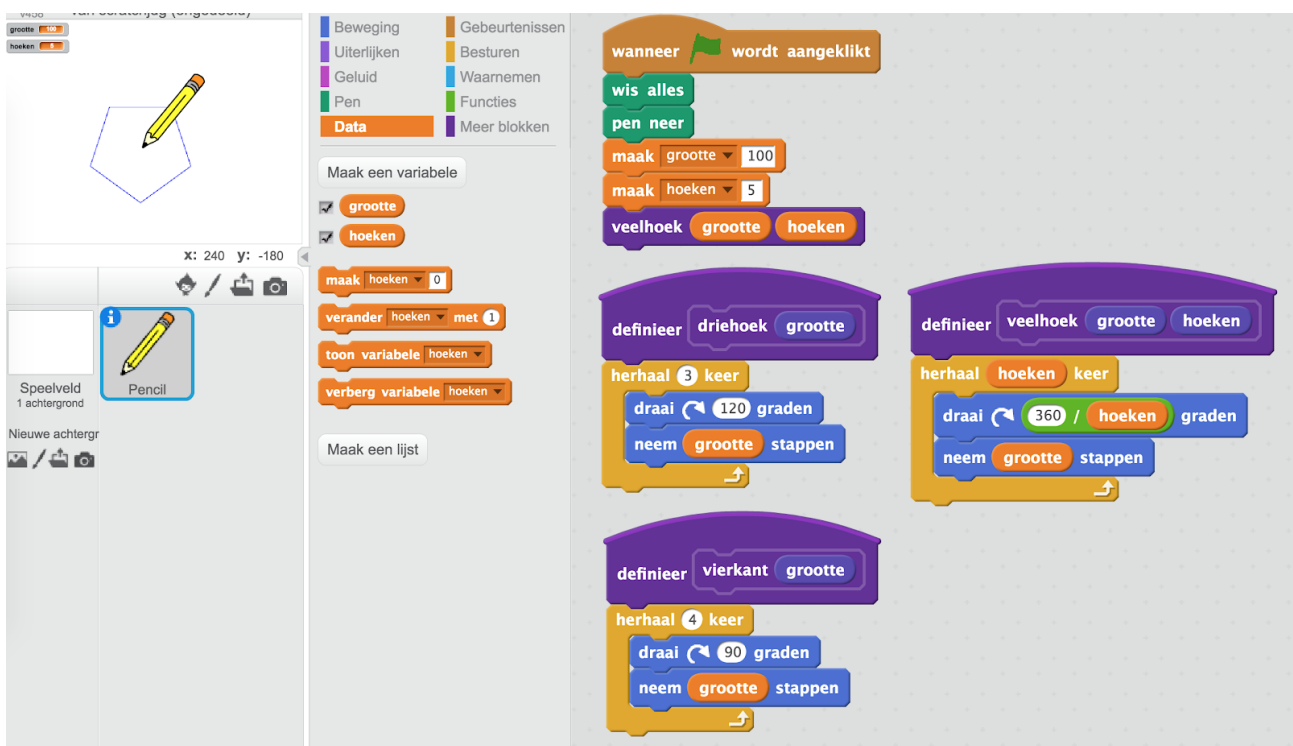 v458
grootte 100
hoeken 5
x: 240 y: -180
Speelveld
1 achtergrond
Pencil
Nieuwe achtergr
Beweging
Gebeurtenissen
Uiterlijken
Besturen
Geluid
Waarnemen
Pen
Functies
Data
Meer blokken
Maak een variabele
grootte
hoeken
maak hoeken 0
verander hoeken met 1
toon variabele hoeken
verberg variabele hoeken
Maak een lijst
wanneer wordt aangeklikt
wis alles
pen neer
maak grootte 100
maak hoeken 5
veelhoek grootte hoeken
definieer driehoek grootte
herhaal 3 keer
draai 120 graden
neem grootte stappen
definieer veelhoek grootte hoeken
herhaal hoeken keer
draai 360 / hoeken graden
neem grootte stappen
definieer vierkant grootte
herhaal 4 keer
draai 90 graden
neem grootte stappen